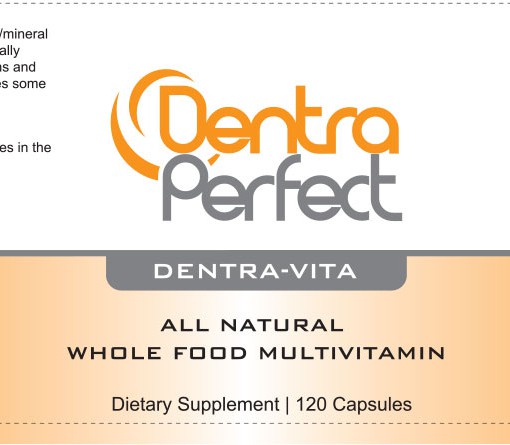 /mineral
ally
s and
es some
es in the
Dentra
Perfect
DENTRA-VITA
ALL NATURAL
WHOLE FOOD MULTIVITAMIN
Dietary Supplement | 120 Capsules